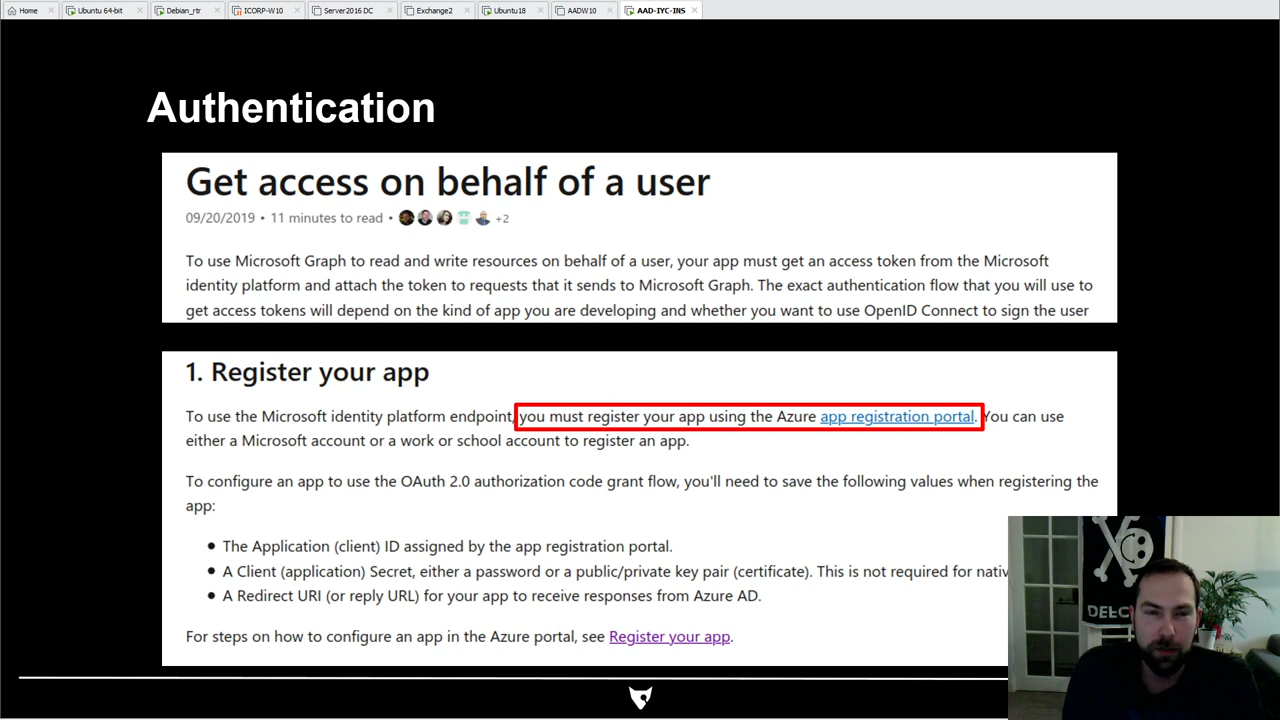 Home
Ubuntu 64-bit
Debian_rtr
ICORP-W10
Server2016 DC
Exchange2
Ubuntu18
AADW10
AAD-IYC-INS
Authentication
Get access on behalf of a user
09/20/2019 • 11 minutes to read • +2
To use Microsoft Graph to read and write resources on behalf of a user, your app must get an access token from the Microsoft
identity platform and attach the token to requests that it sends to Microsoft Graph. The exact authentication flow that you will use to
get access tokens will depend on the kind of app you are developing and whether you want to use OpenID Connect to sign the user
1. Register your app
To use the Microsoft identity platform endpoint, you must register your app using the Azure app registration portal. You can use
either a Microsoft account or a work or school account to register an app.
To configure an app to use the OAuth 2.0 authorization code grant flow, you'll need to save the following values when registering the
app:
• The Application (client) ID assigned by the app registration portal.
• A Client (application) Secret, either a password or a public/private key pair (certificate). This is not required for nativ
• A Redirect URI (or reply URL) for your app to receive responses from Azure AD.
For steps on how to configure an app in the Azure portal, see Register your app.